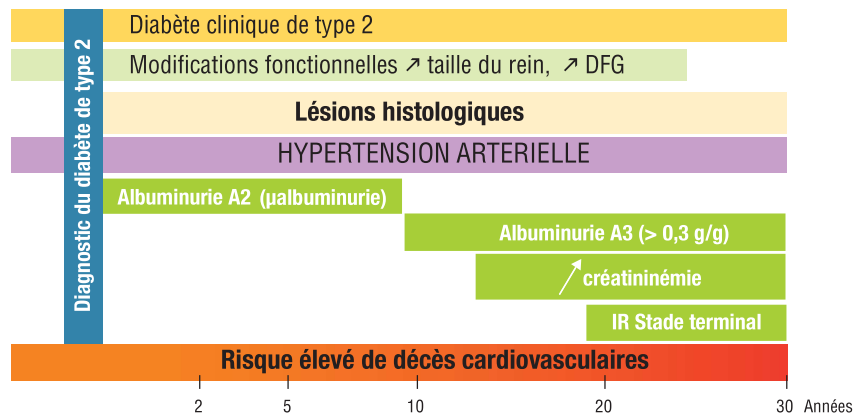 Diabète clinique de type 2
Modifications fonctionnelles ↗ taille du rein, ↗ DFG
Diagnostic du diabète de type 2
Lésions histologiques
HYPERTENSION ARTERIELLE
Albuminurie A2 (µalbuminurie)
Albuminurie A3 (> 0,3 g/g)
↗ créatininémie
IR Stade terminal
Risque élevé de décès cardiovasculaires
2 5 10 20 30 Années